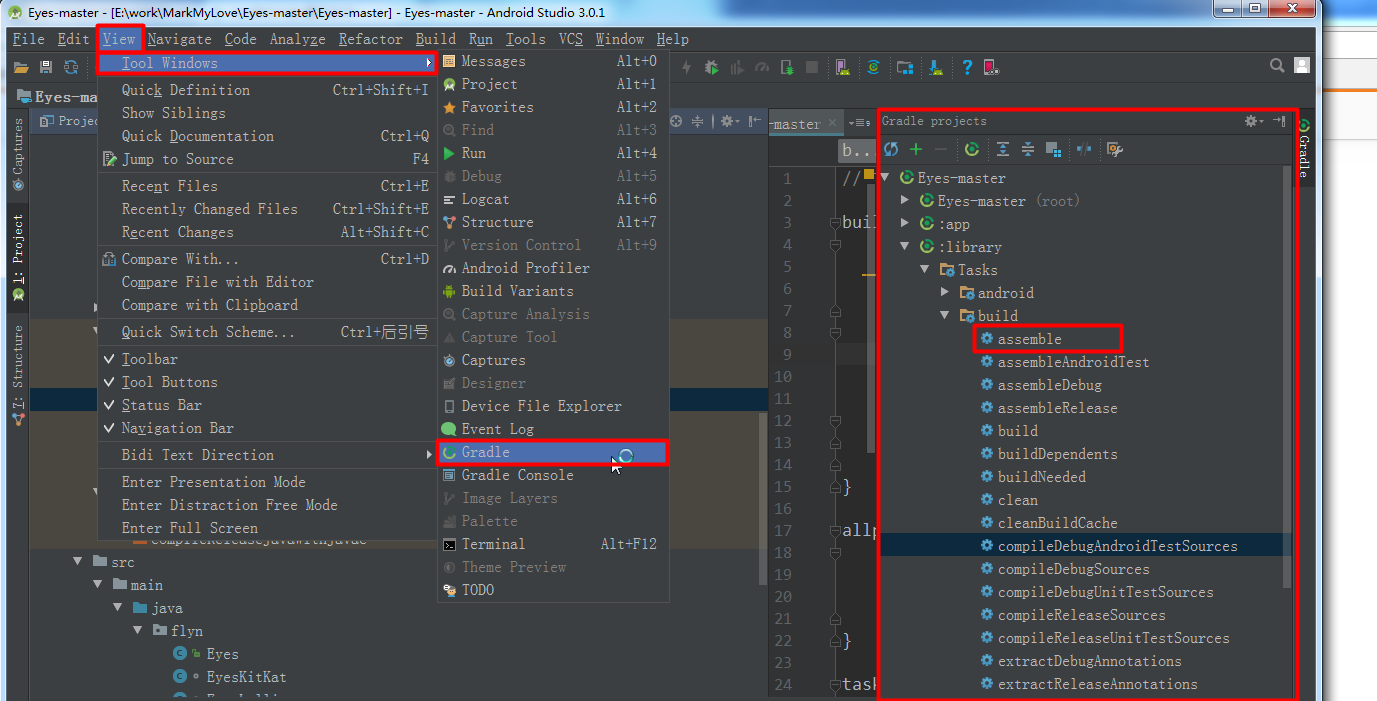 Eyes-master - [E:\work\MarkMyLove\Eyes-master\Eyes-master] - Eyes-master - Android Studio 3.0.1
File Edit View Navigate Code Analyze Refactor Build Run Tools VCS Window Help
Eyes-ma
Captures
1: Project
7: Structure
Projec
Tool Windows
Quick Definition Ctrl+Shift+I
Show Siblings
Quick Documentation Ctrl+Q
Jump to Source F4
Recent Files Ctrl+E
Recently Changed Files Ctrl+Shift+E
Recent Changes Alt+Shift+C
Compare With... Ctrl+D
Compare File with Editor
Compare with Clipboard
Quick Switch Scheme... Ctrl+后引号
Toolbar
Tool Buttons
Status Bar
Navigation Bar
Bidi Text Direction
Enter Presentation Mode
Enter Distraction Free Mode
Enter Full Screen
Messages Alt+0
Project Alt+1
Favorites Alt+2
Find Alt+3
Run Alt+4
Debug Alt+5
Logcat Alt+6
Structure Alt+7
Version Control Alt+9
Android Profiler
Build Variants
Capture Analysis
Capture Tool
Captures
Designer
Device File Explorer
Event Log
Gradle
Gradle Console
Image Layers
Palette
Terminal Alt+F12
Theme Preview
TODO
compileReleaseJavaWithJavac
src
main
java
flyn
Eyes
EyesKitKat
-master
b...
1 //
2
3 buil
4
5
6
7
8
9
10
11
12
13
14
15 }
16
17 allp
18
19
20
21
22 }
23
24 task
Gradle projects
Eyes-master
Eyes-master (root)
:app
:library
Tasks
android
build
assemble
assembleAndroidTest
assembleDebug
assembleRelease
build
buildDependents
buildNeeded
clean
cleanBuildCache
compileDebugAndroidTestSources
compileDebugSources
compileDebugUnitTestSources
compileReleaseSources
compileReleaseUnitTestSources
extractDebugAnnotations
extractReleaseAnnotations
Gradle